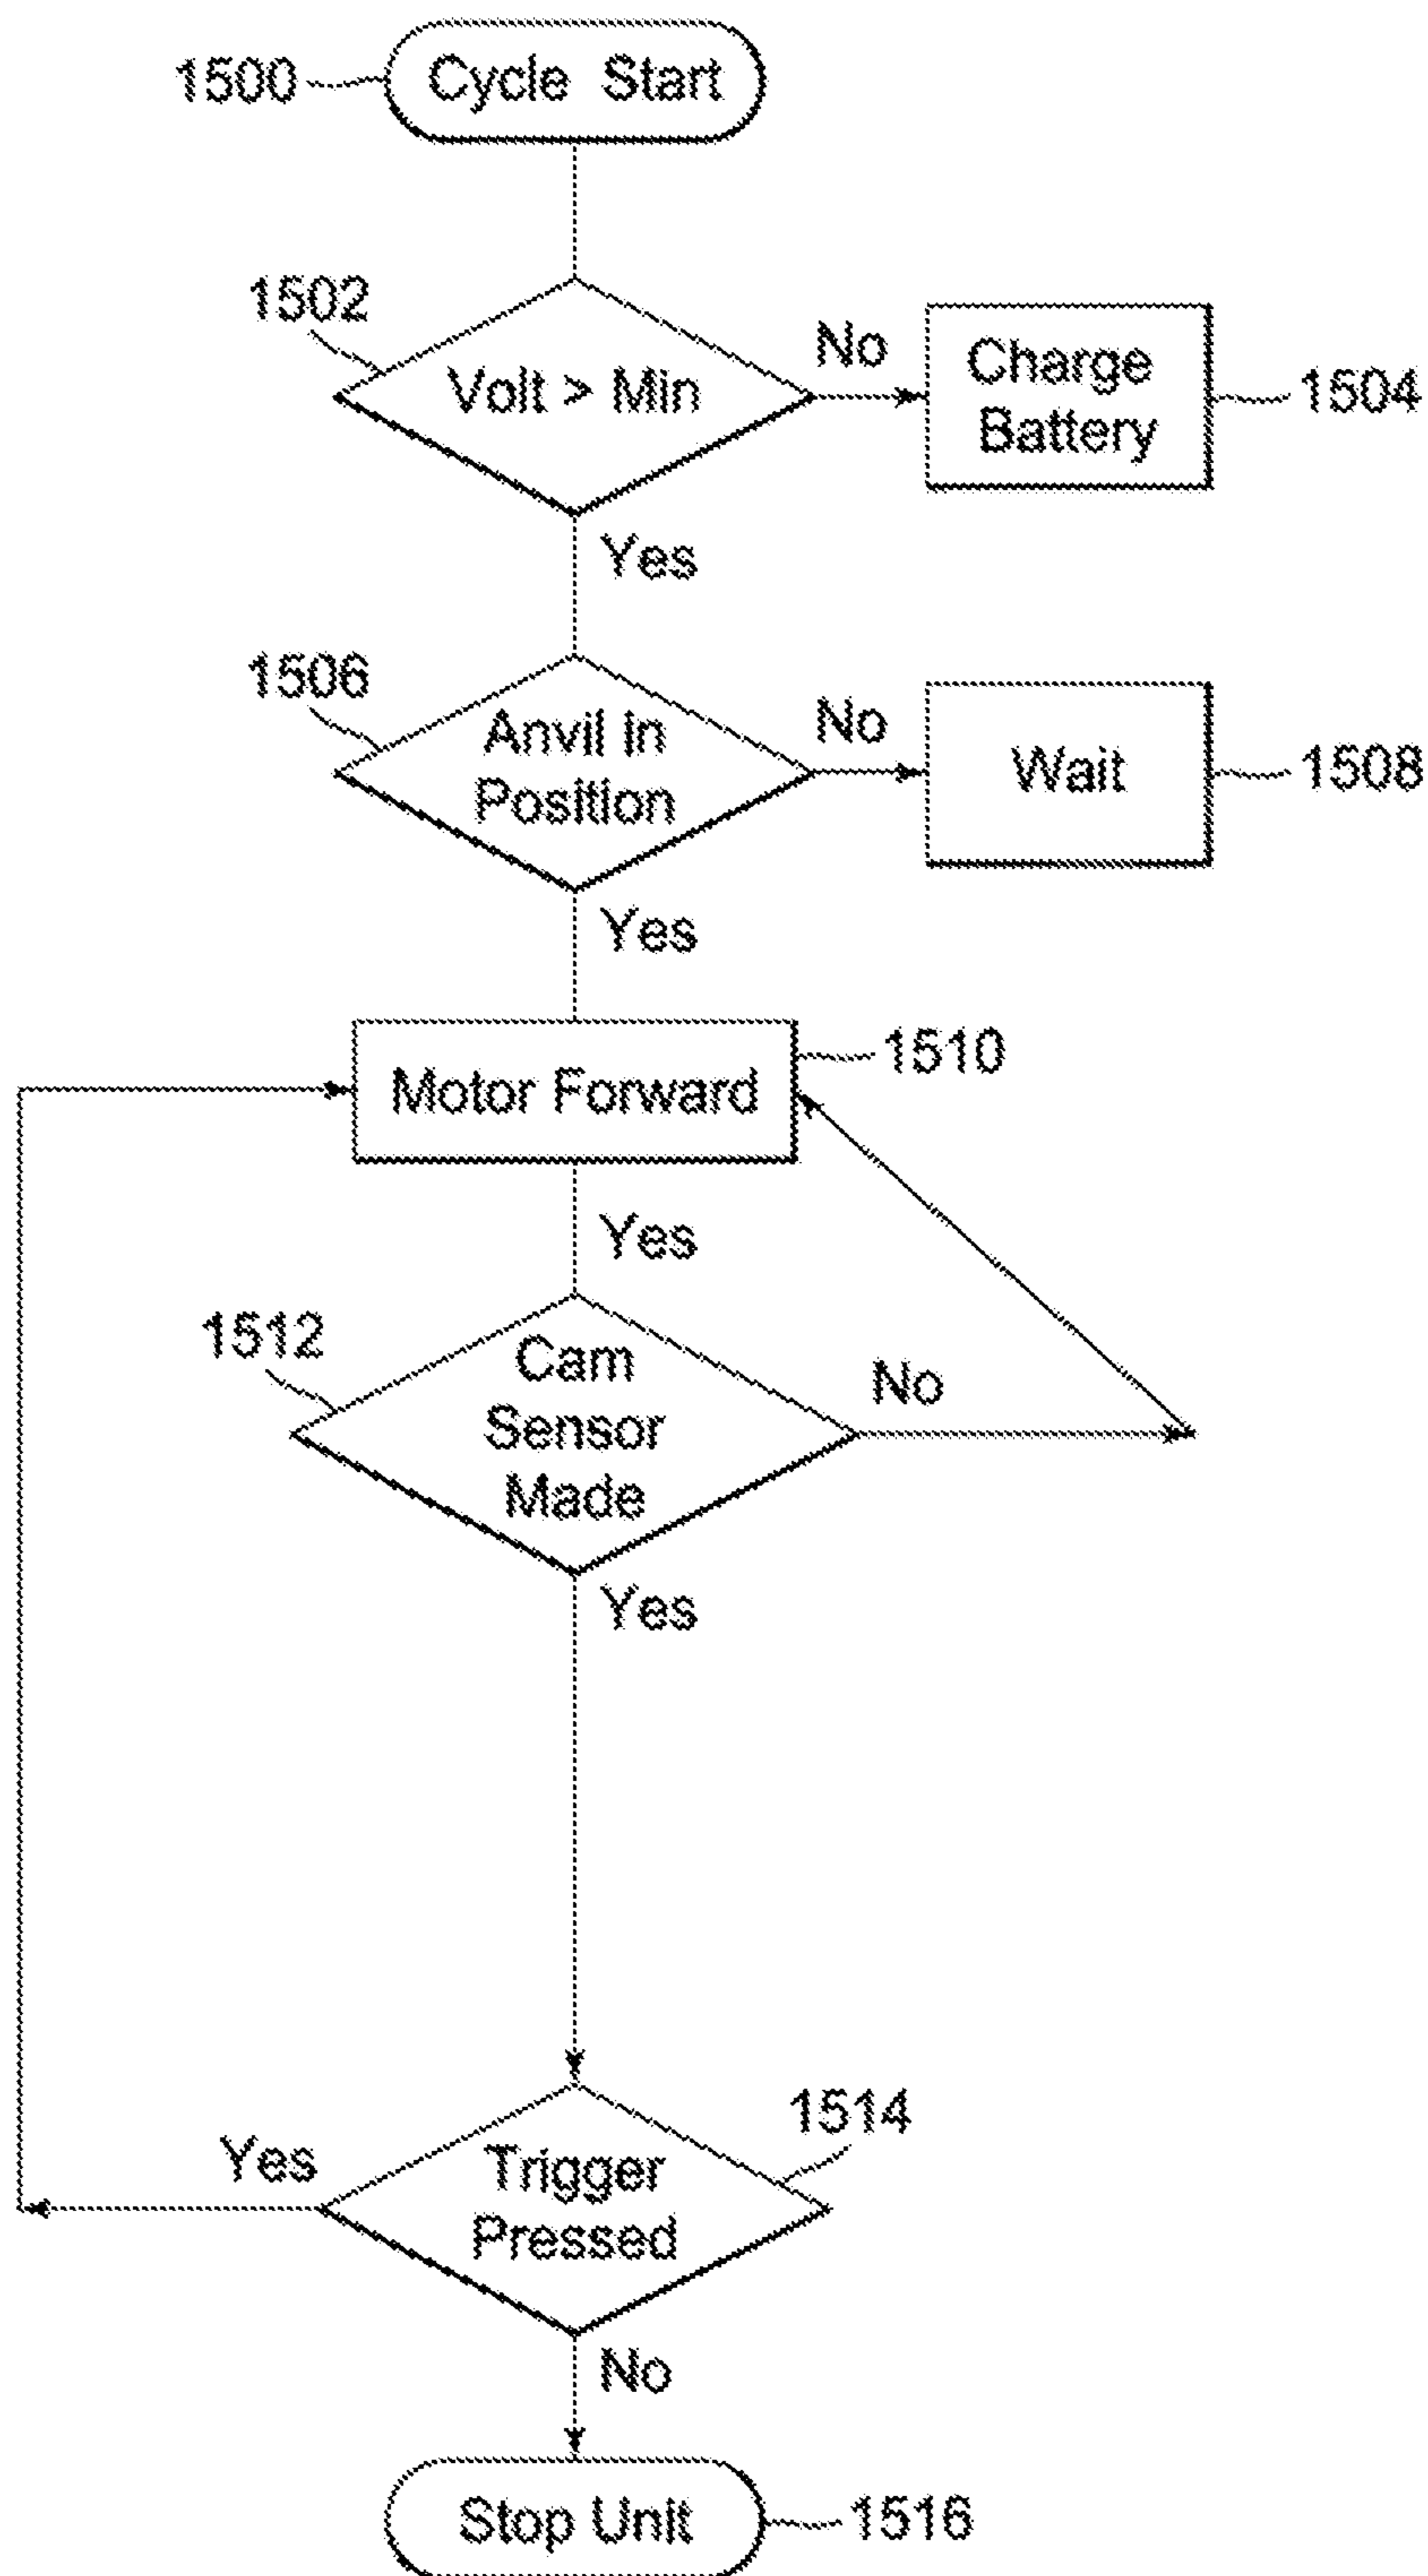 1500
Cycle Start
1502
Volt > Min
No
Charge
Battery
1504
Yes
1506
Anvil In
Position
No
Wait
1508
Yes
Motor Forward
1510
Yes
1512
Cam
Sensor
Made
No
Yes
1514
Yes
Trigger
Pressed
No
Stop Unit
1516